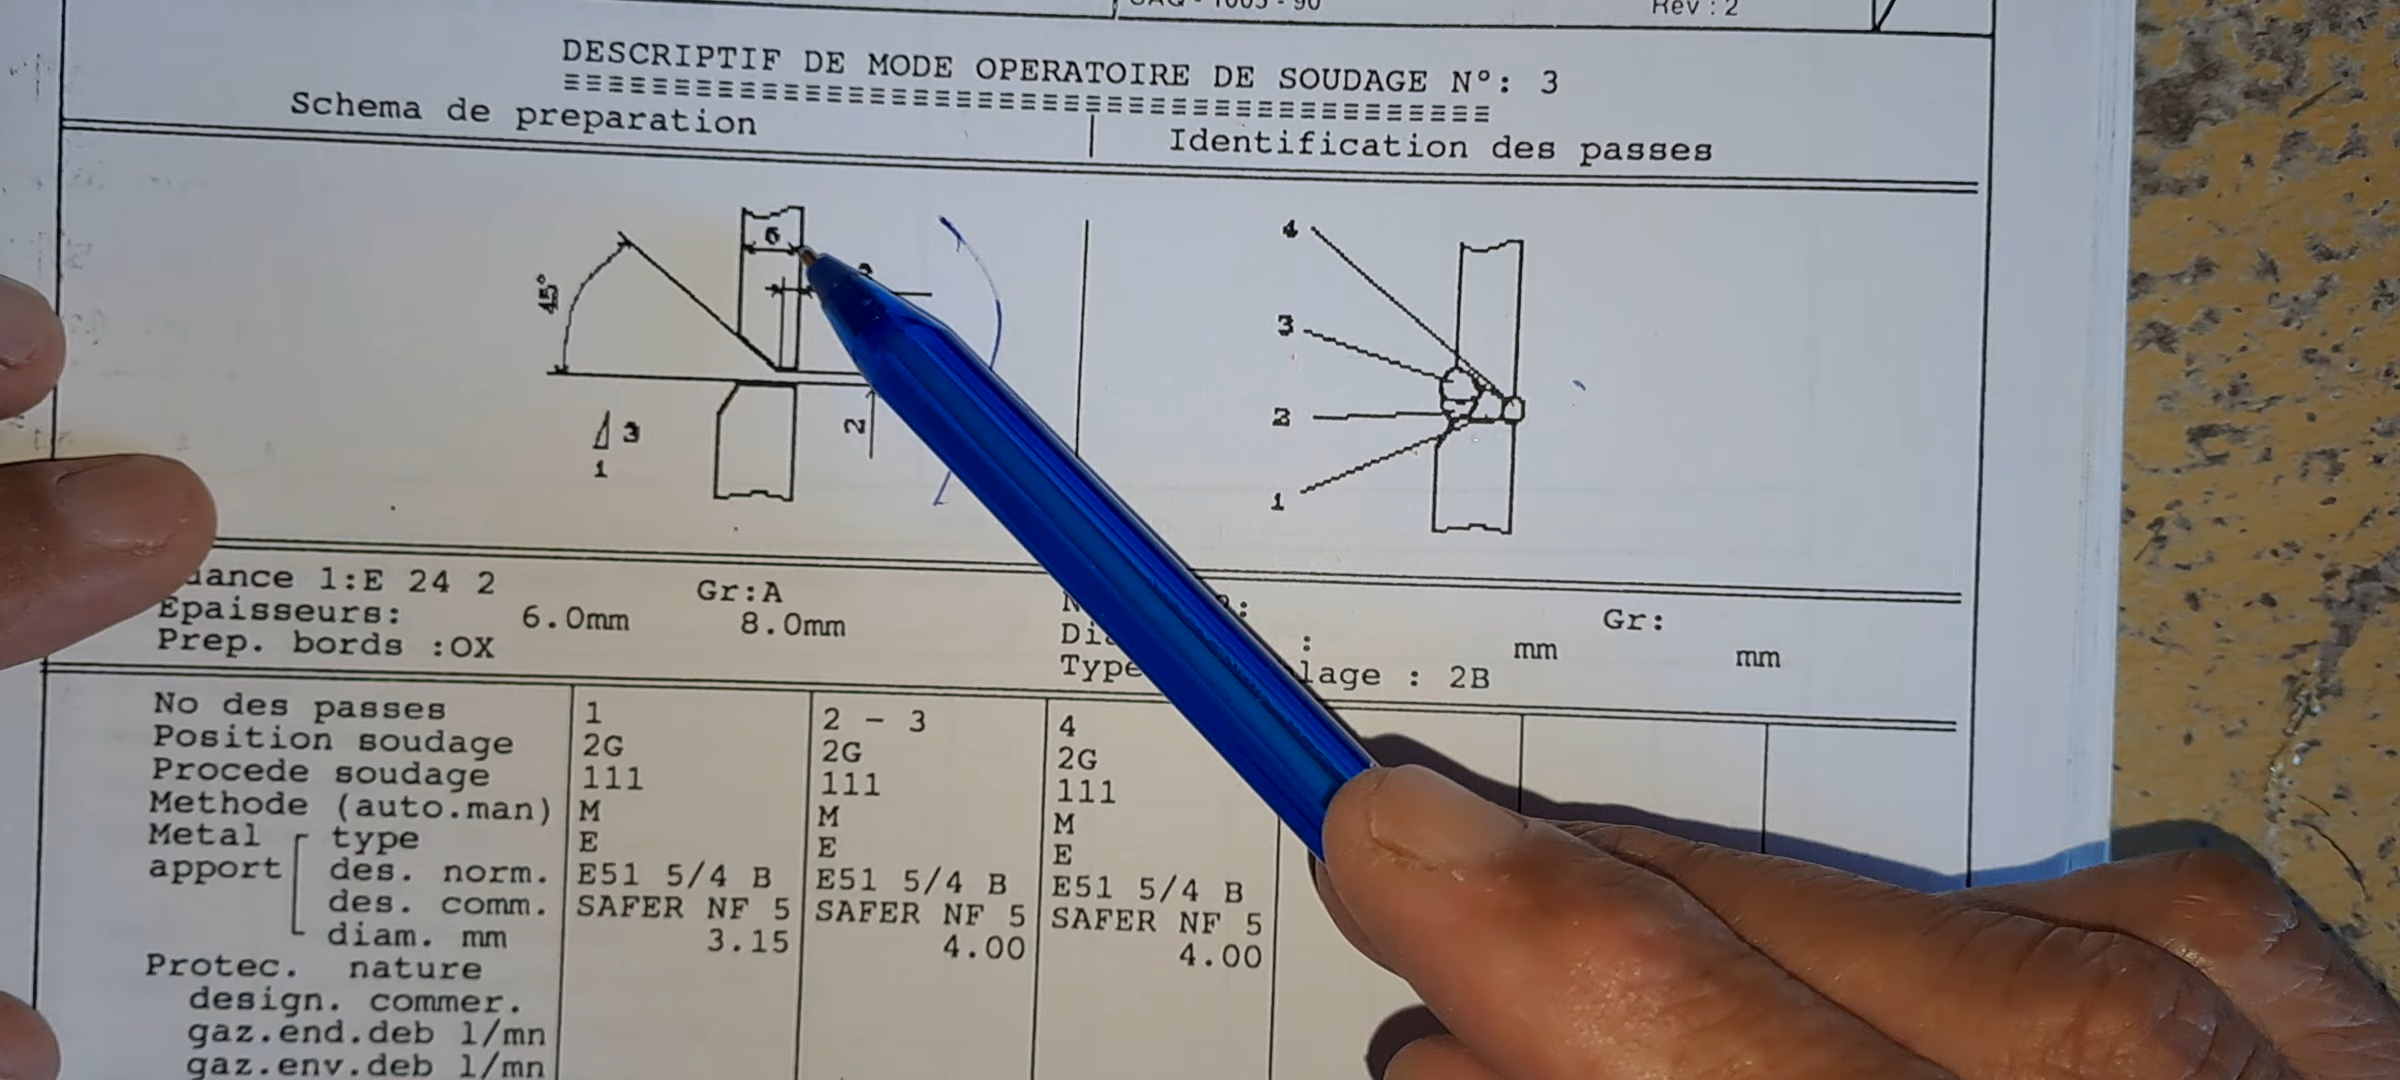 Rev : 2
DESCRIPTIF DE MODE OPERATOIRE DE SOUDAGE N°: 3
Schema de preparation
Identification des passes
6
45°
3
1
2
4
3
2
1
1:E 24 2 Gr:A
Gr:
Epaisseurs: 6.0mm 8.0mm
: mm mm
Prep. bords :OX
Type : 2B
No des passes 1 2 - 3 4
Position soudage 2G 2G 2G
Procede soudage 111 111 111
Methode (auto.man) M M M
Metal type E E E
apport des. norm. E51 5/4 B E51 5/4 B E51 5/4 B
des. comm. SAFER NF 5 SAFER NF 5 SAFER NF 5
diam. mm 3.15 4.00 4.00
Protec. nature
design. commer.
gaz.end.deb l/mn
gaz.env.deb l/mn